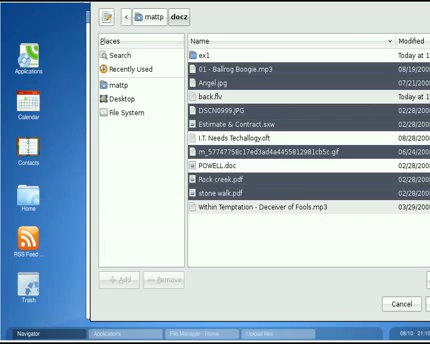 mattp docz
Places
Name Modified
Search
Recently Used
mattp
Desktop
File System
ex1 Today at 1
01 - Ballrog Boogie.mp3 08/19/200
Angel.jpg 07/21/200
back.flv Today at 1
DSCN0999.JPG 02/28/200
Estimate & Contract.sxw 02/28/200
I.T. Needs Techallogy.oft 08/28/200
m_57747758c17ed3ad4a4455812981cb5c.gif 06/24/200
POWELL.doc 02/28/200
Rock creek.pdf 02/28/200
stone walk.pdf 02/28/200
Within Temptation - Deceiver of Fools.mp3 03/29/200
Add Remove
Cancel
Applications
Calendar
Contacts
Home
RSS Feed ...
Trash
Navigator Applications File Manager - Home Upload files 08/10 21:10